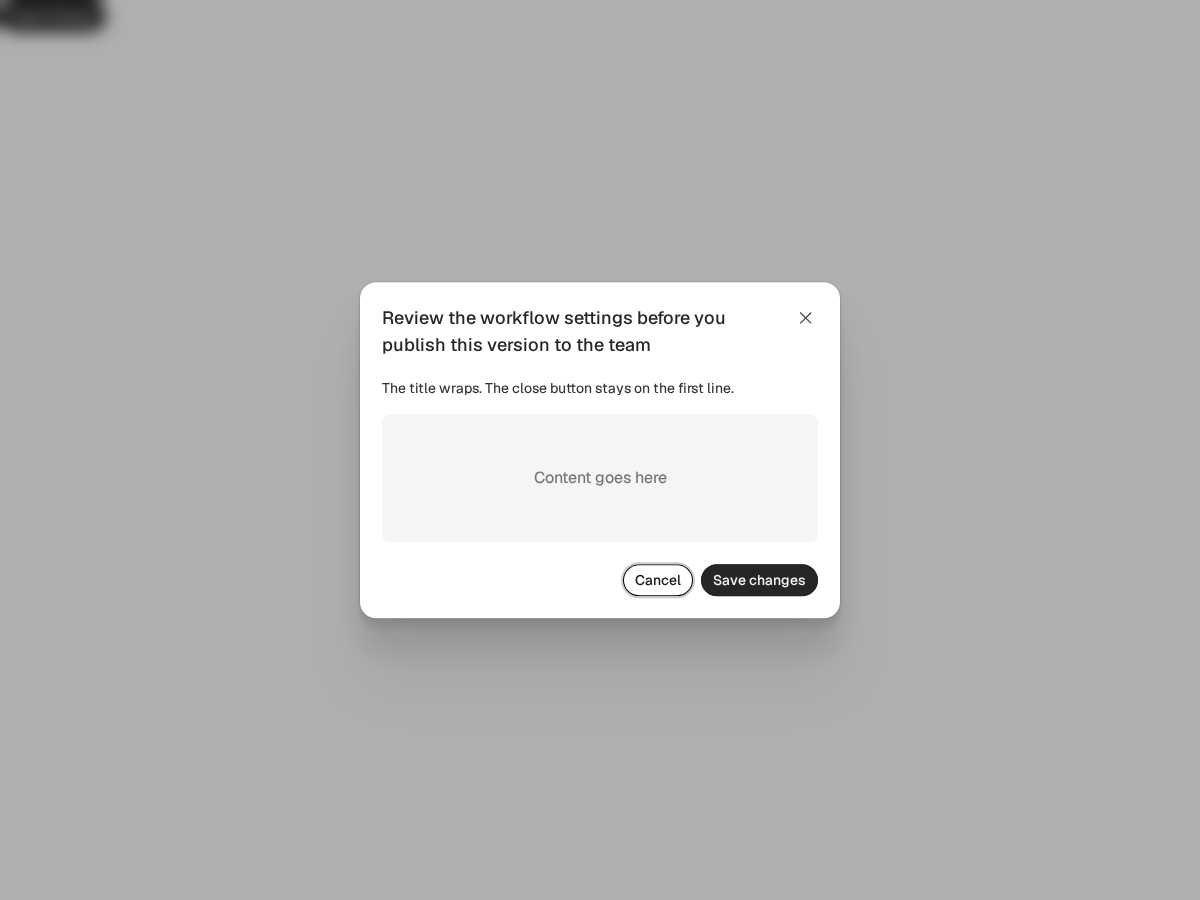 Review the workflow settings before you
publish this version to the team
The title wraps. The close button stays on the first line.
Content goes here
Cancel
Save changes